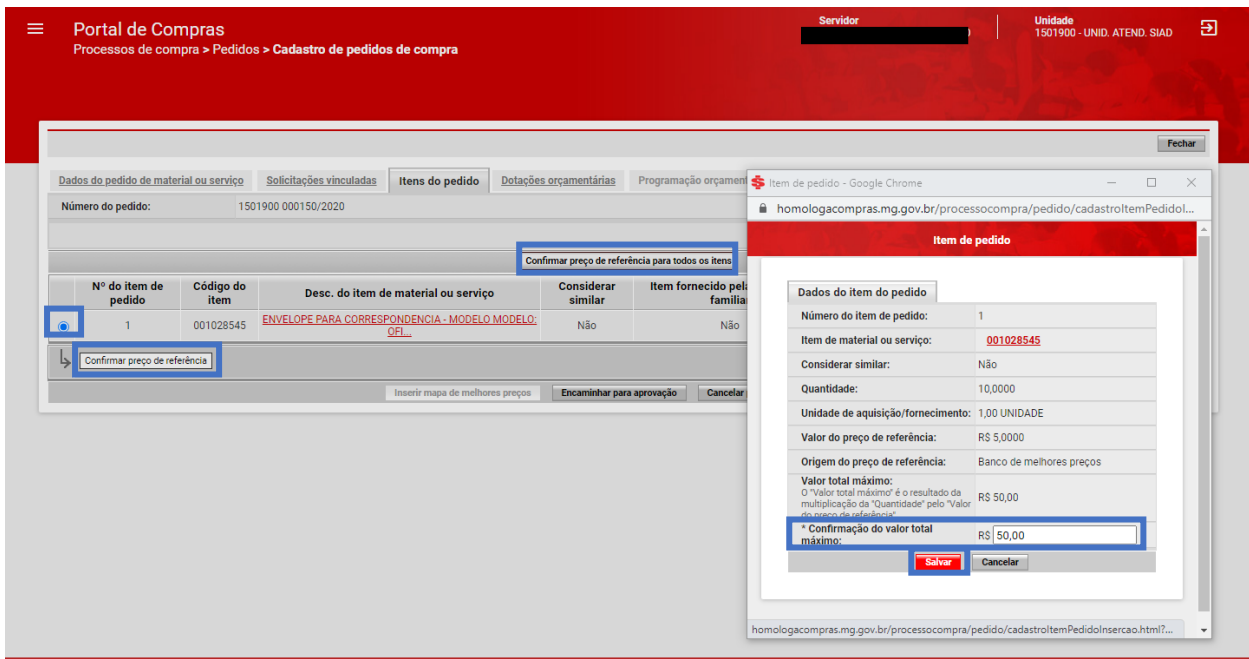 Portal de Compras
Processos de compra > Pedidos > Cadastro de pedidos de compra
Servidor
Unidade
1501900 - UNID. ATEND. SIAD
Fechar
Dados do pedido de material ou serviço
Solicitações vinculadas
Itens do pedido
Dotações orçamentárias
Programação orçament
Número do pedido:
1501900 000150/2020
Confirmar preço de referência para todos os itens
Nº do item de
pedido
Código do
item
Desc. do item de material ou serviço
Considerar
similar
Item fornecido pela
familiar
1
001028545
ENVELOPE PARA CORRESPONDENCIA - MODELO MODELO:
OFI...
Não
Não
Confirmar preço de referência
Inserir mapa de melhores preços
Encaminhar para aprovação
Cancelar
Item de pedido - Google Chrome
homologacompras.mg.gov.br/processocompra/pedido/cadastroItemPedidoI...
Item de pedido
Dados do item do pedido
Número do item de pedido:
1
Item de material ou serviço:
001028545
Considerar similar:
Não
Quantidade:
10,0000
Unidade de aquisição/fornecimento:
1,00 UNIDADE
Valor do preço de referência:
R$ 5,0000
Origem do preço de referência:
Banco de melhores preços
Valor total máximo:
O "Valor total máximo" é o resultado da
multiplicação da "Quantidade" pelo "Valor
do preço de referência"
R$ 50,00
* Confirmação do valor total
máximo:
R$ 50,00
Salvar
Cancelar
homologacompras.mg.gov.br/processocompra/pedido/cadastroItemPedidoInsercao.html?...